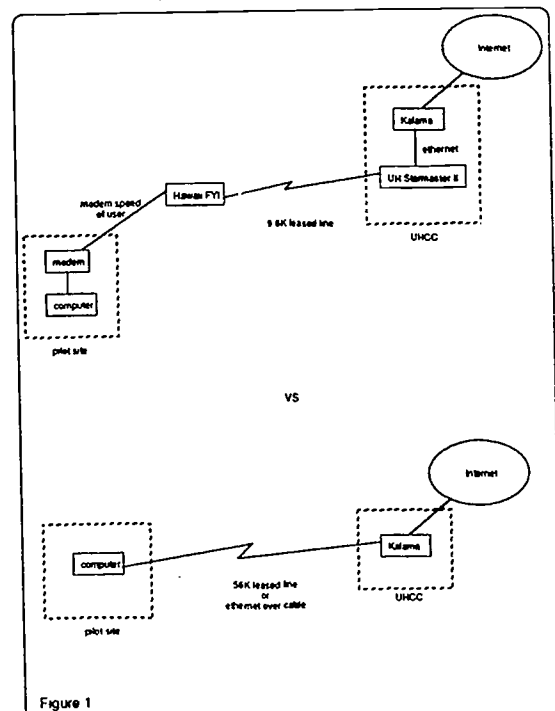 Internet
Kalama
ethernet
UH Starmaster II
UHCC
Hawaii FYI
9.6K leased line
modem speed
of user
modem
computer
pilot site
VS
Internet
Kalama
UHCC
computer
56K leased line
or
ethernet over cable
pilot site
Figure 1